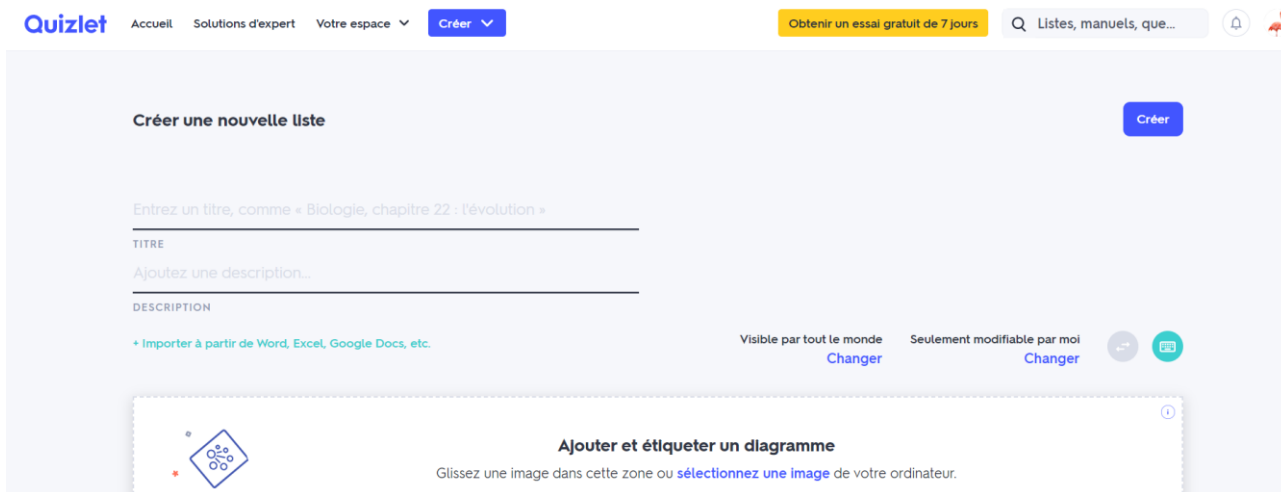 Quizlet Accueil Solutions d'expert Votre espace Créer Obtenir un essai gratuit de 7 jours Listes, manuels, que...
Créer une nouvelle liste Créer
Entrez un titre, comme « Biologie, chapitre 22 : l'évolution »
TITRE
Ajoutez une description...
DESCRIPTION
+ Importer à partir de Word, Excel, Google Docs, etc.
Visible par tout le monde Seulement modifiable par moi
Changer Changer
Ajouter et étiqueter un diagramme
Glissez une image dans cette zone ou sélectionnez une image de votre ordinateur.